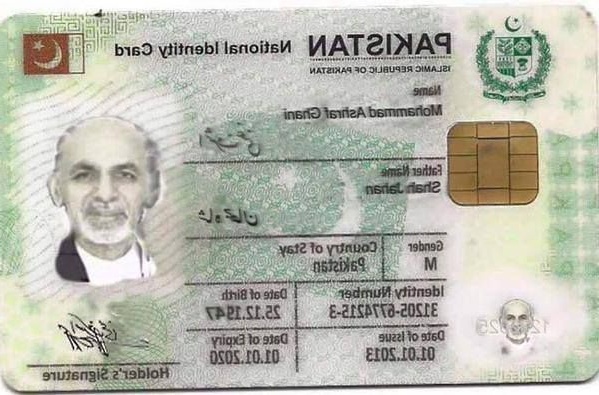 PAKISTAN National Identity Card
ISLAMIC REPUBLIC OF PAKISTAN
Name
Mohammad Ashraf Ghani
Father Name
Shah Jahan
Gender
M
Country of Stay
Pakistan
Identity Number
31205-6774215-3
Date of Birth
25.12.1947
Date of Issue
01.01.2013
Date of Expiry
01.01.2020
Holder's Signature